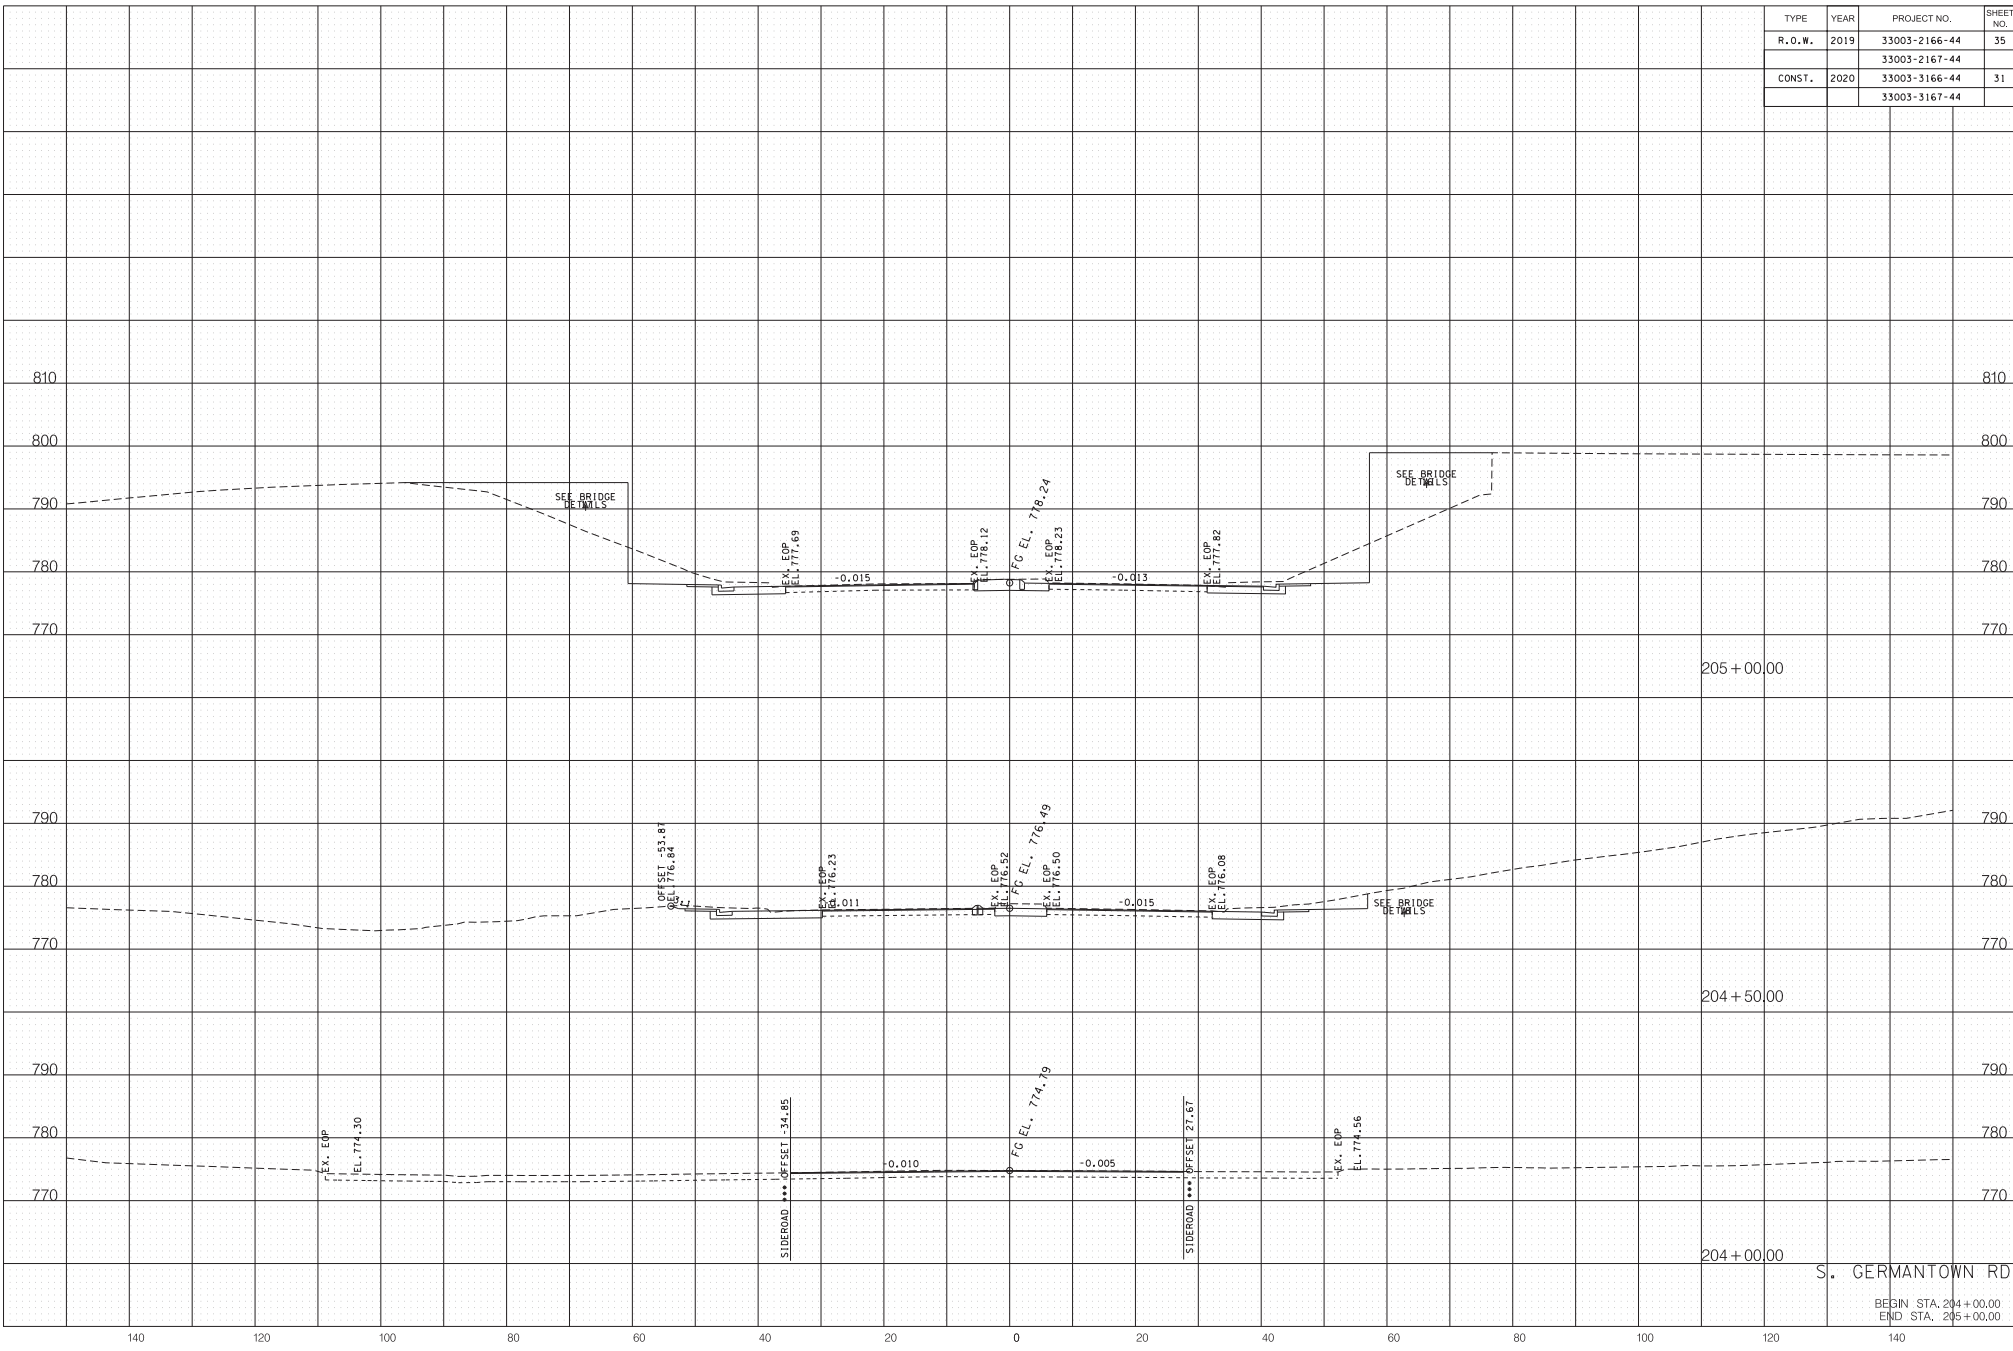 TYPE YEAR PROJECT NO. SHEET NO.
R.O.W. 2019 33003-2166-44 35
33003-2167-44
CONST. 2020 33003-3166-44 31
33003-3167-44
810 810
800 800
790 790
780 780
770 770
SEE BRIDGE
DETAILS
EX. EOP
EL.777.69
-0.015
EX. EOP
EL.778.12
FG EL. 778.24
EX. EOP
EL.778.23
-0.013
EX. EOP
EL.777.82
SEE BRIDGE
DETAILS
205+00.00
790 790
780 780
770 770
OFFSET -53.87
EL.776.84
EX. EOP
EL.776.23
-0.011
EX. EOP
EL.776.52
FG EL. 776.49
EX. EOP
EL.776.50
-0.015
EX. EOP
EL.776.08
SEE BRIDGE
DETAILS
204+50.00
790 790
780 780
770 770
EX. EOP
EL.774.30
SIDEROAD OFFSET -34.85
-0.010
FG EL. 774.79
-0.005
SIDEROAD OFFSET 27.67
EX. EOP
EL.774.56
204+00.00
S. GERMANTOWN RD
BEGIN STA. 204+00.00
END STA. 205+00.00
140 120 100 80 60 40 20 0 20 40 60 80 100 120 140